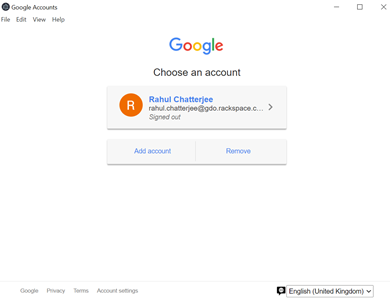 Google Accounts
File Edit View Help
Google
Choose an account
R
Rahul Chatterjee
rahul.chatterjee@gdo.rackspace.c...
Signed out
Add account Remove
Google Privacy Terms Account settings
English (United Kingdom)